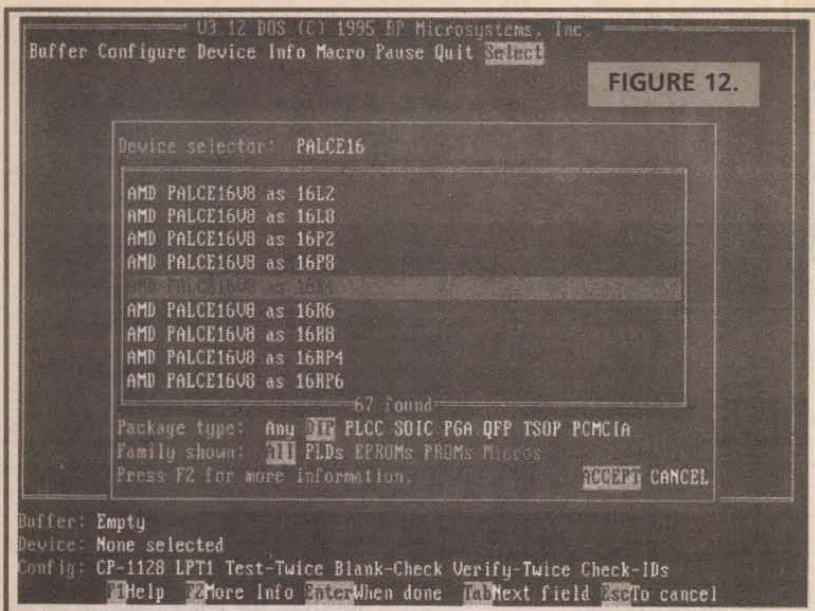 V3.12 DOS (C) 1995 BP Microsystems, Inc.
Buffer Configure Device Info Macro Pause Quit Select
FIGURE 12.
Device selector: PALCE16
AMD PALCE16V8 as 16L2
AMD PALCE16V8 as 16L8
AMD PALCE16V8 as 16P2
AMD PALCE16V8 as 16P8
AMD PALCE16V8 as
AMD PALCE16V8 as 16R6
AMD PALCE16V8 as 16R8
AMD PALCE16V8 as 16RP4
AMD PALCE16V8 as 16RP6
67 found
Package type: Any DIP PLCC SOIC PGA QFP TSOP PCMCIA
Family shown: All PLDs EPROMs PROMs Micros
Press F2 for more information. ACCEPT CANCEL
Buffer: Empty
Device: None selected
Config: CP-1128 LPT1 Test-Twice Blank-Check Verify-Twice Check-IDs
F1Help F2More Info EnterWhen done TabNext field EscTo cancel